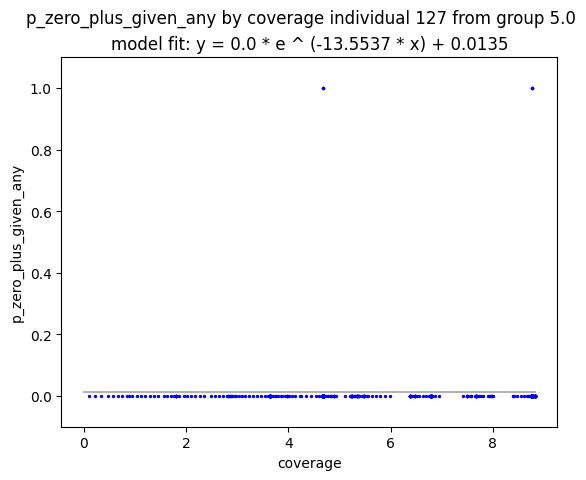 p_zero_plus_given_any by coverage individual 127 from group 5.0
model fit: y = 0.0 * e ^ (-13.5537 * x) + 0.0135
1.0
0.8
0.6
0.4
0.2
0.0
p_zero_plus_given_any
0 2 4 6 8
coverage